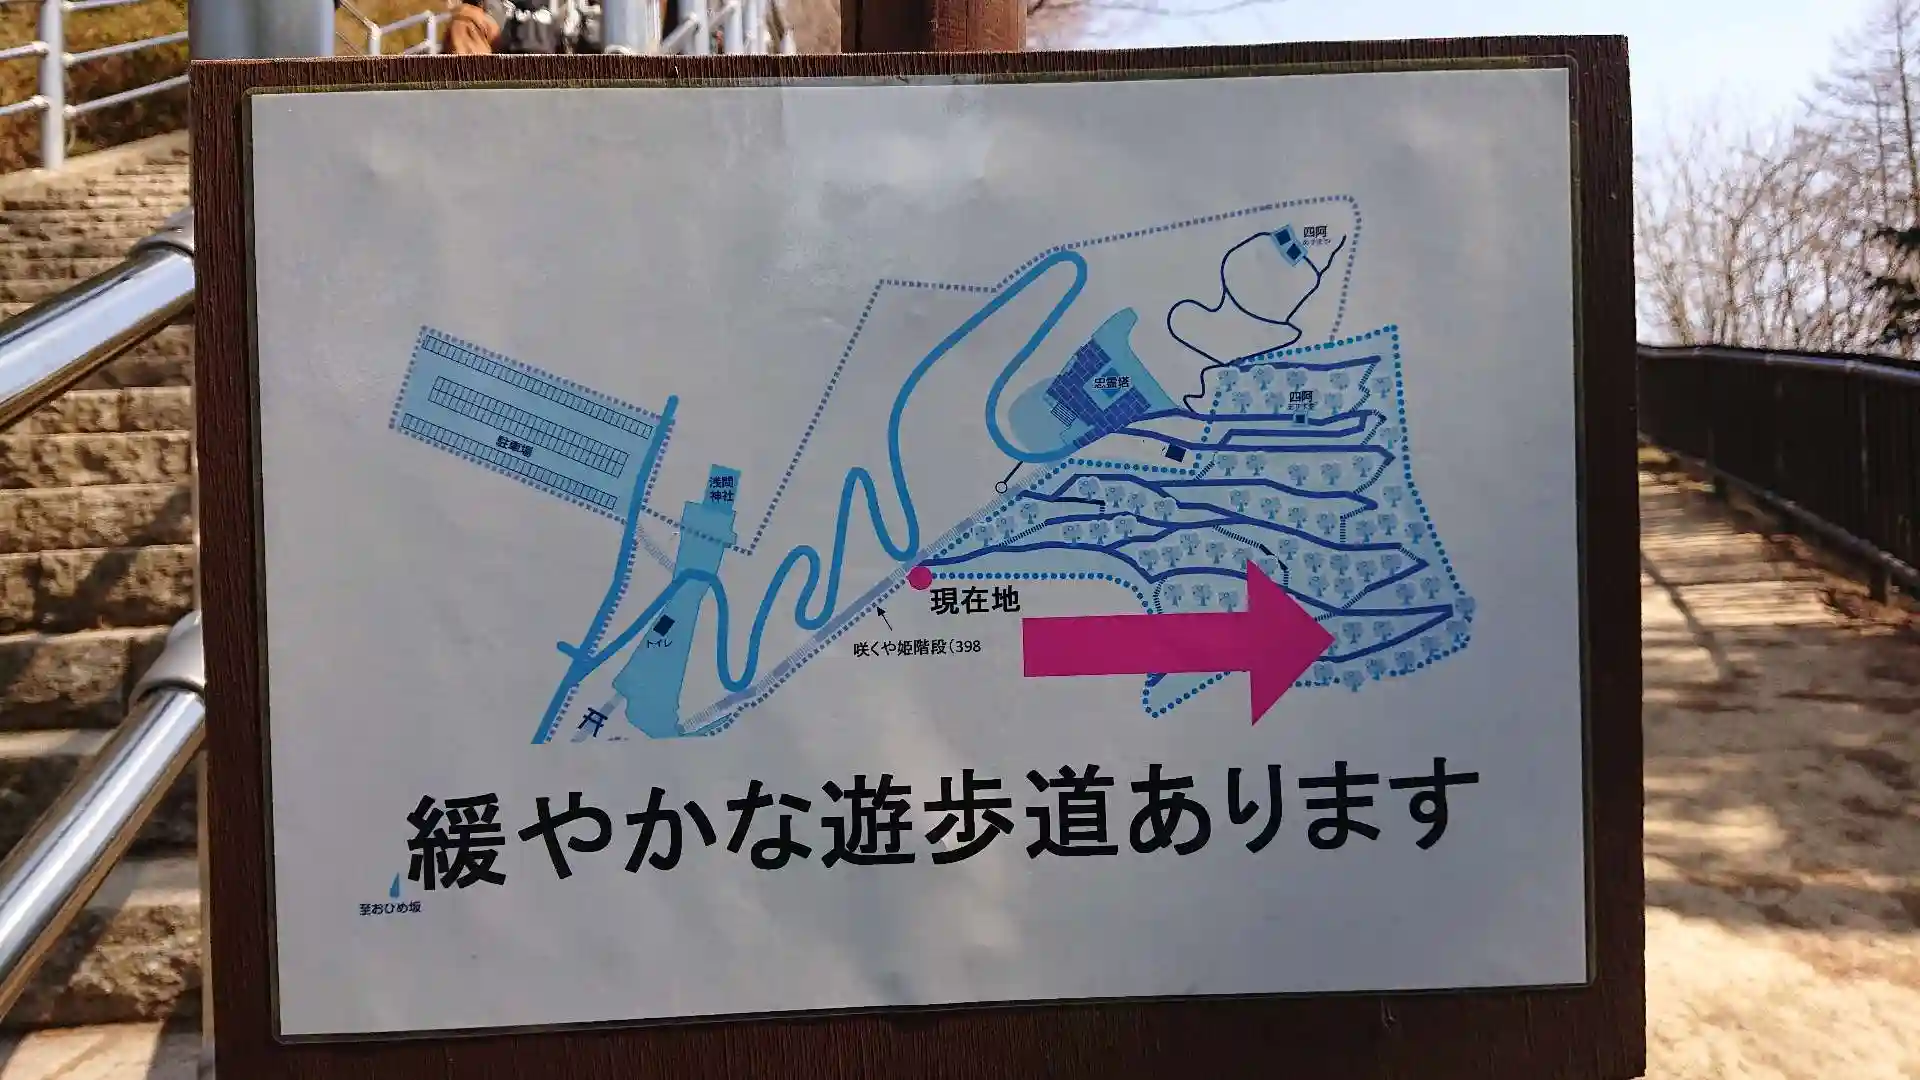 四阿
忠霊塔
四阿
駐車場
浅間
神社
現在地
咲くや姫階段(398
トイレ
緩やかな遊歩道あります
至おひめ坂